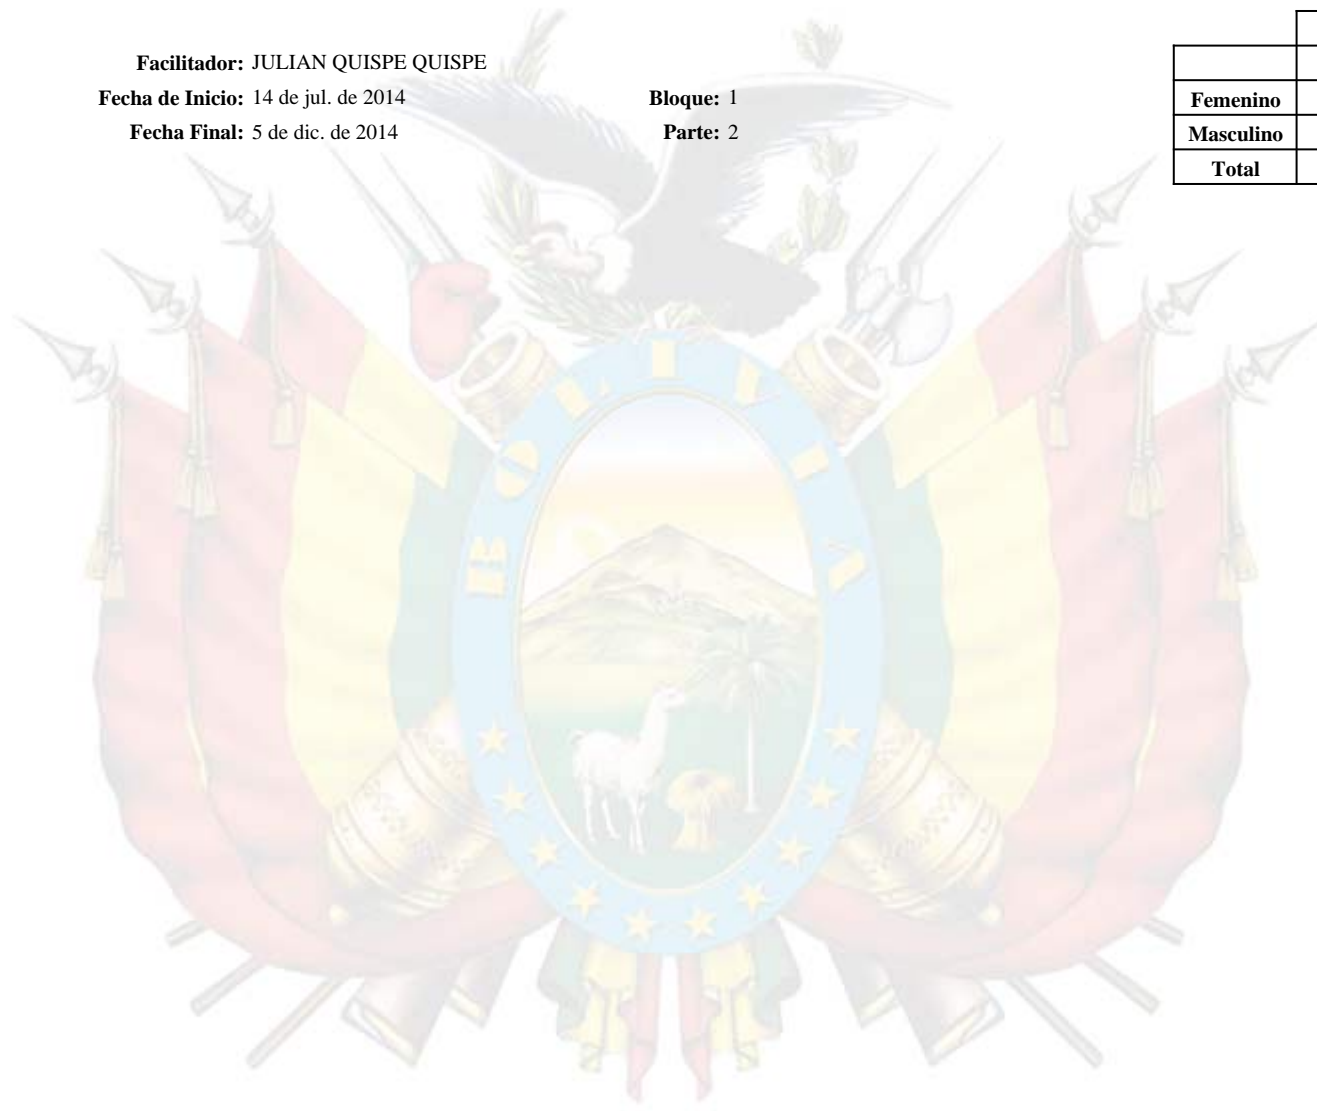 Facilitador: JULIAN QUISPE QUISPE
Fecha de Inicio: 14 de jul. de 2014 Bloque: 1
Fecha Final: 5 de dic. de 2014 Parte: 2
Femenino
Masculino
Total
BOLIVIA